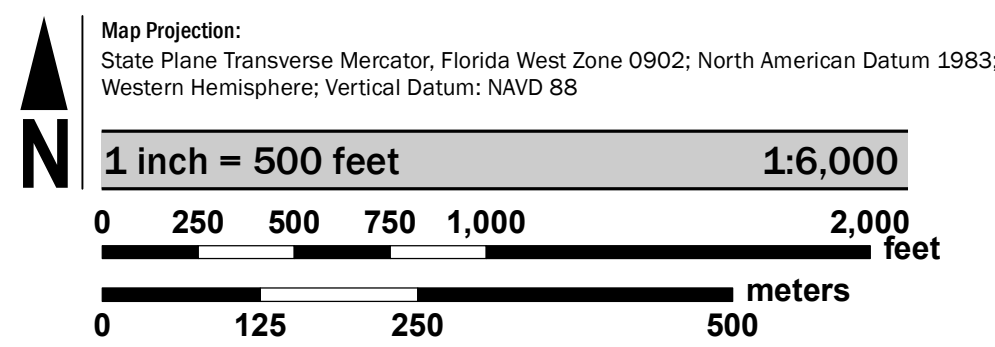 N
Map Projection:
State Plane Transverse Mercator, Florida West Zone 0902; North American Datum 1983;
Western Hemisphere; Vertical Datum: NAVD 88
1 inch = 500 feet 1:6,000
0 250 500 750 1,000 2,000
feet
meters
0 125 250 500